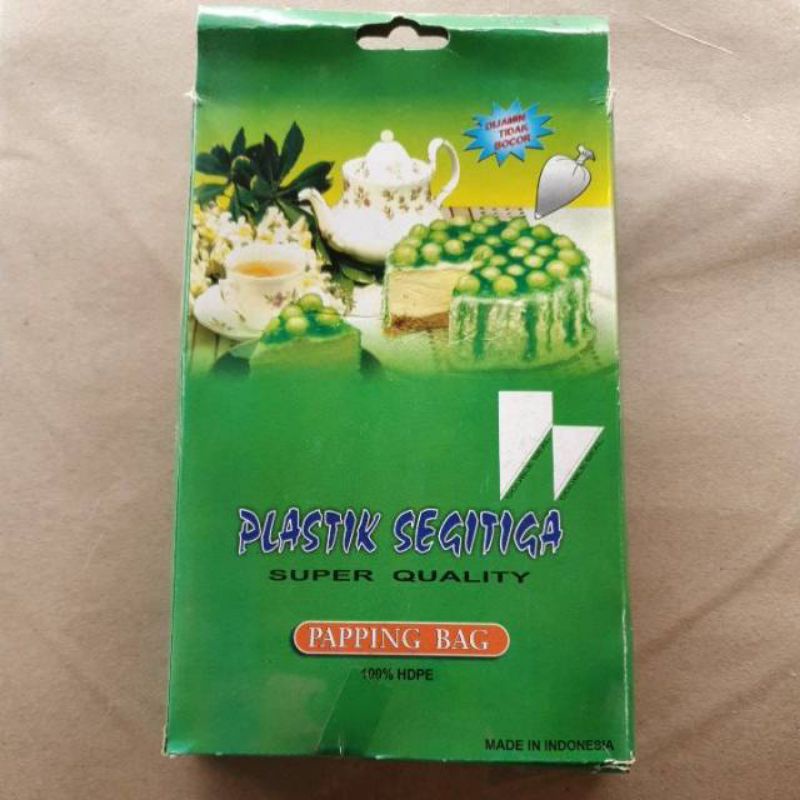 DIJAMIN
TIDAK
BOCOR
PLASTIK SEGITIGA
SUPER QUALITY
PAPPING BAG
100% HDPE
MADE IN INDONESIA